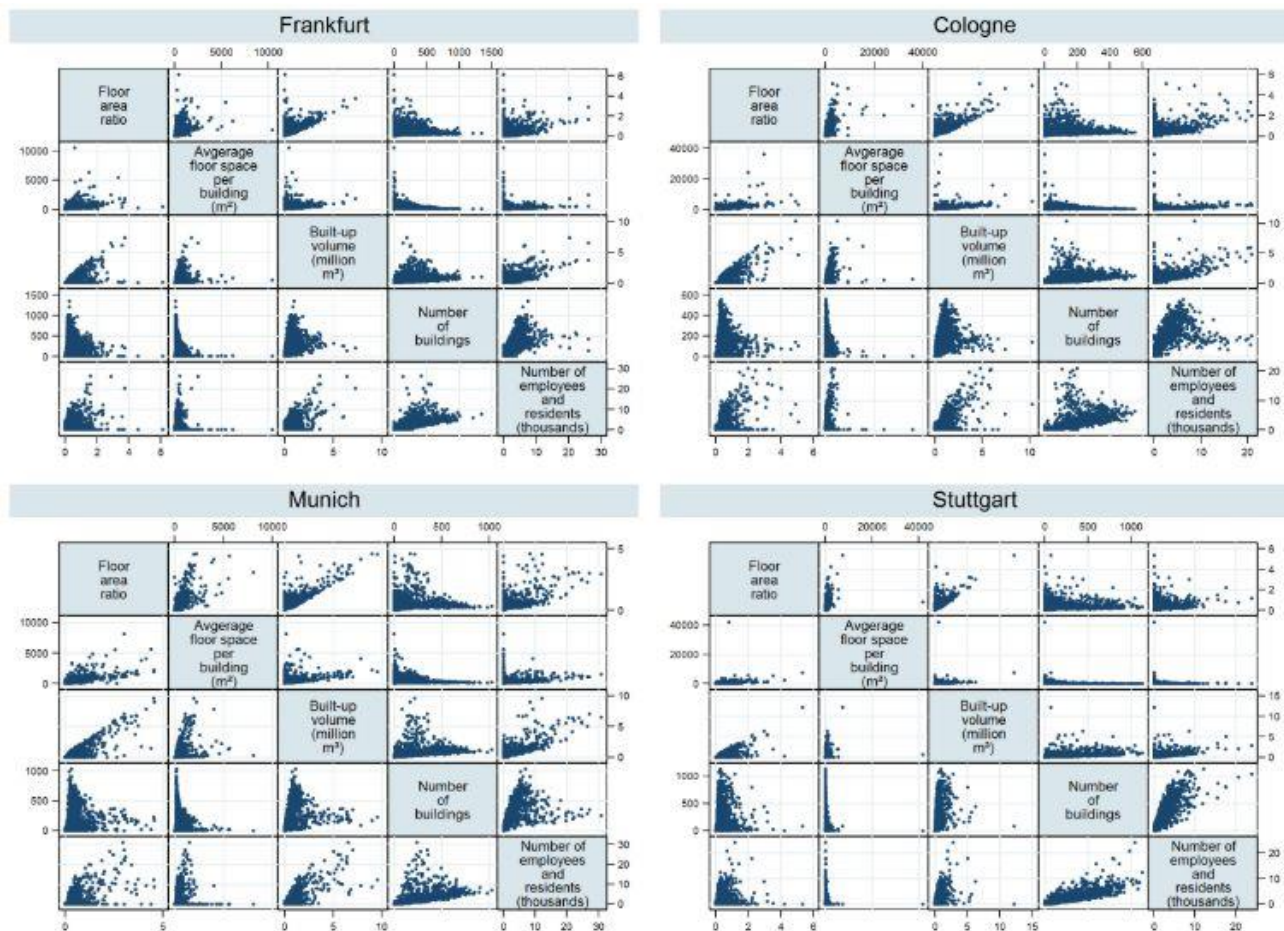 Frankfurt
0 5000 10000
0 500 1000 1500
Floor
area
ratio
6
4
2
0
10000
5000
0
Avgerage
floor space
per
building
(m²)
10
5
0
Built-up
volume
(million
m³)
1500
1000
500
0
Number
of
buildings
Number of
employees
and
residents
(thousands)
30
20
10
0
0 2 4 6
0 5 10
0 10 20 30
Cologne
0 20000 40000
0 200 400 600
Floor
area
ratio
6
4
2
0
40000
20000
0
Avgerage
floor space
per
building
(m²)
10
5
0
Built-up
volume
(million
m³)
600
400
200
0
Number
of
buildings
Number of
employees
and
residents
(thousands)
20
10
0
0 2 4 6
0 5 10
0 10 20
Munich
0 5000 10000
0 500 1000
Floor
area
ratio
5
0
10000
5000
0
Avgerage
floor space
per
building
(m²)
10
5
0
Built-up
volume
(million
m³)
1000
500
0
Number
of
buildings
Number of
employees
and
residents
(thousands)
30
20
10
0
0 5
0 5 10
0 10 20 30
Stuttgart
0 20000 40000
0 500 1000
Floor
area
ratio
6
4
2
0
40000
20000
0
Avgerage
floor space
per
building
(m²)
15
10
5
0
Built-up
volume
(million
m³)
1000
500
0
Number
of
buildings
Number of
employees
and
residents
(thousands)
20
10
0
0 2 4 6
0 5 10 15
0 10 20